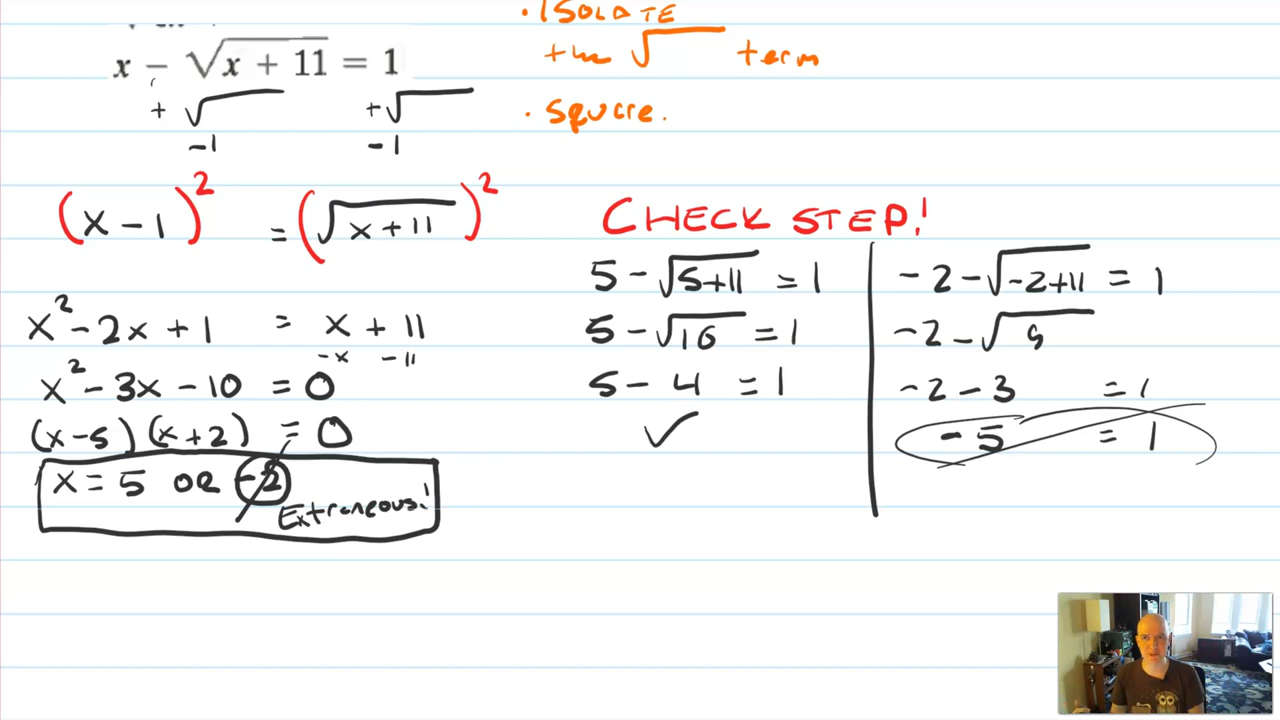 • ISOLATE
the √ term
• Square.
x − √(x + 11) = 1
+ √ + √
−1 −1
(x − 1)² = (√(x + 11))²
x² − 2x + 1 = x + 11
−x −11
x² − 3x − 10 = 0
(x − 5)(x + 2) = 0
x = 5 OR −2
Extraneous!
CHECK STEP!
5 − √(5+11) = 1
5 − √16 = 1
5 − 4 = 1
✓
−2 − √(−2+11) = 1
−2 − √9
−2 − 3 = 1
−5 = 1